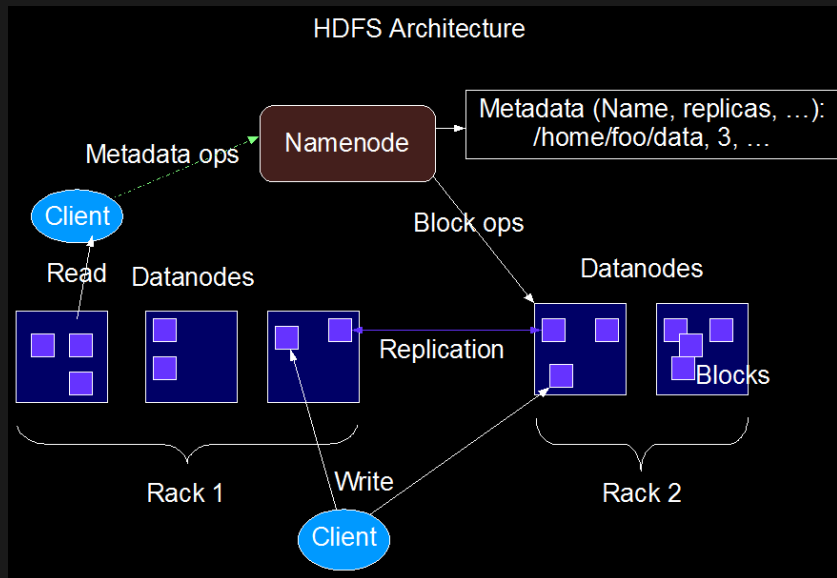 HDFS Architecture
Metadata (Name, replicas, …):
/home/foo/data, 3, …
Namenode
Metadata ops
Client
Block ops
Read
Datanodes
Datanodes
Replication
Blocks
Rack 1
Write
Rack 2
Client